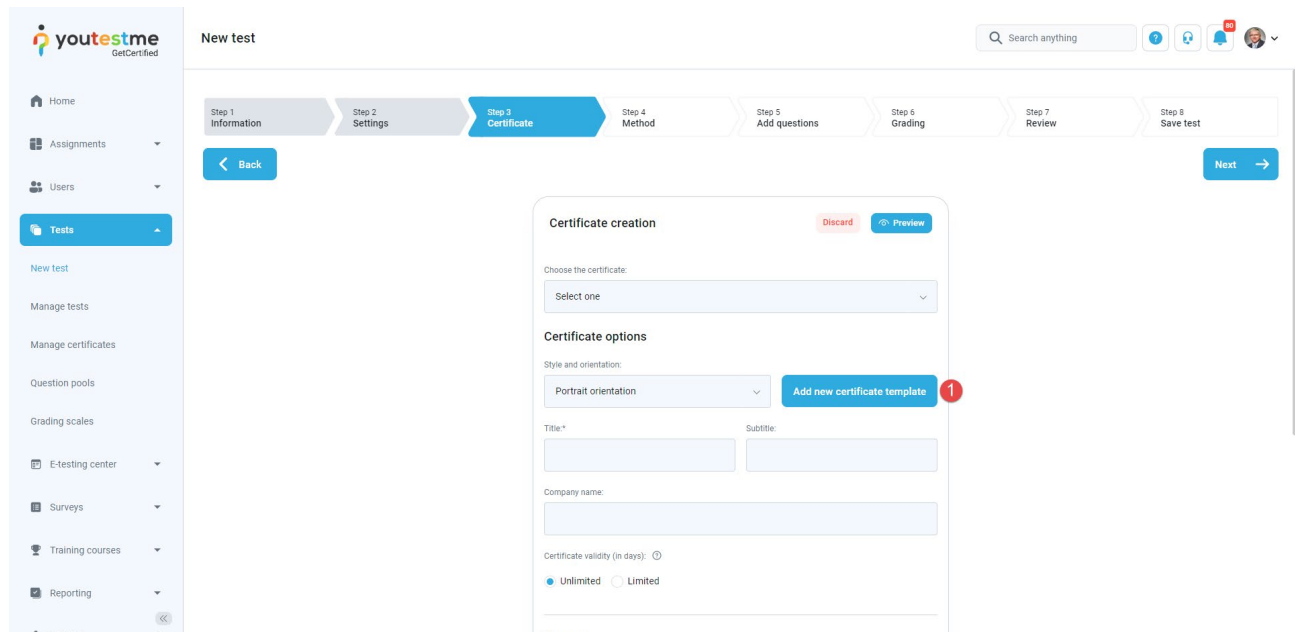 youtestme
GetCertified
New test
Search anything
80
Home
Assignments
Users
Tests
New test
Manage tests
Manage certificates
Question pools
Grading scales
E-testing center
Surveys
Training courses
Reporting
Step 1
Information
Step 2
Settings
Step 3
Certificate
Step 4
Method
Step 5
Add questions
Step 6
Grading
Step 7
Review
Step 8
Save test
Back
Next
Certificate creation
Discard
Preview
Choose the certificate:
Select one
Certificate options
Style and orientation:
Portrait orientation
Add new certificate template
1
Title:*
Subtitle:
Company name:
Certificate validity (in days):
Unlimited
Limited